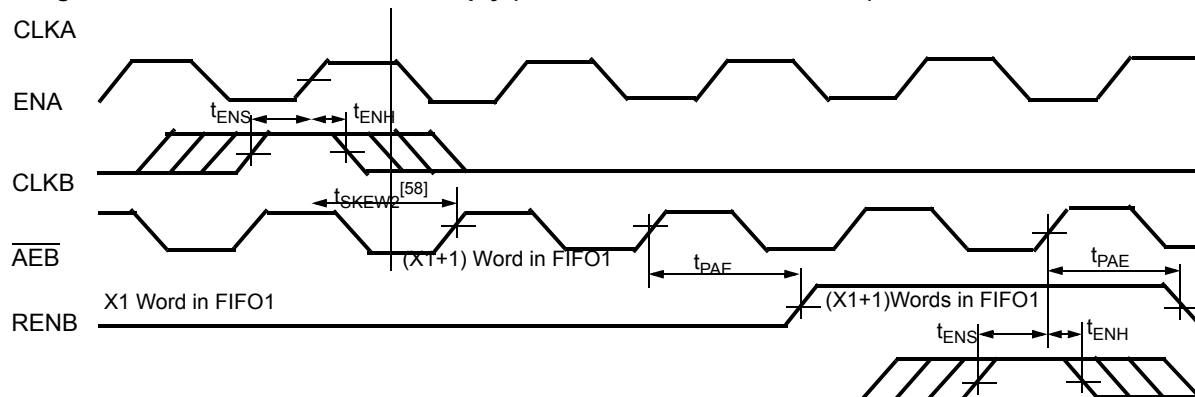 CLKA
ENA
tENS
tENH
CLKB
tSKEW2[58]
AEB
(X1+1) Word in FIFO1
tPAE
tPAE
X1 Word in FIFO1
(X1+1)Words in FIFO1
RENB
tENS
tENH